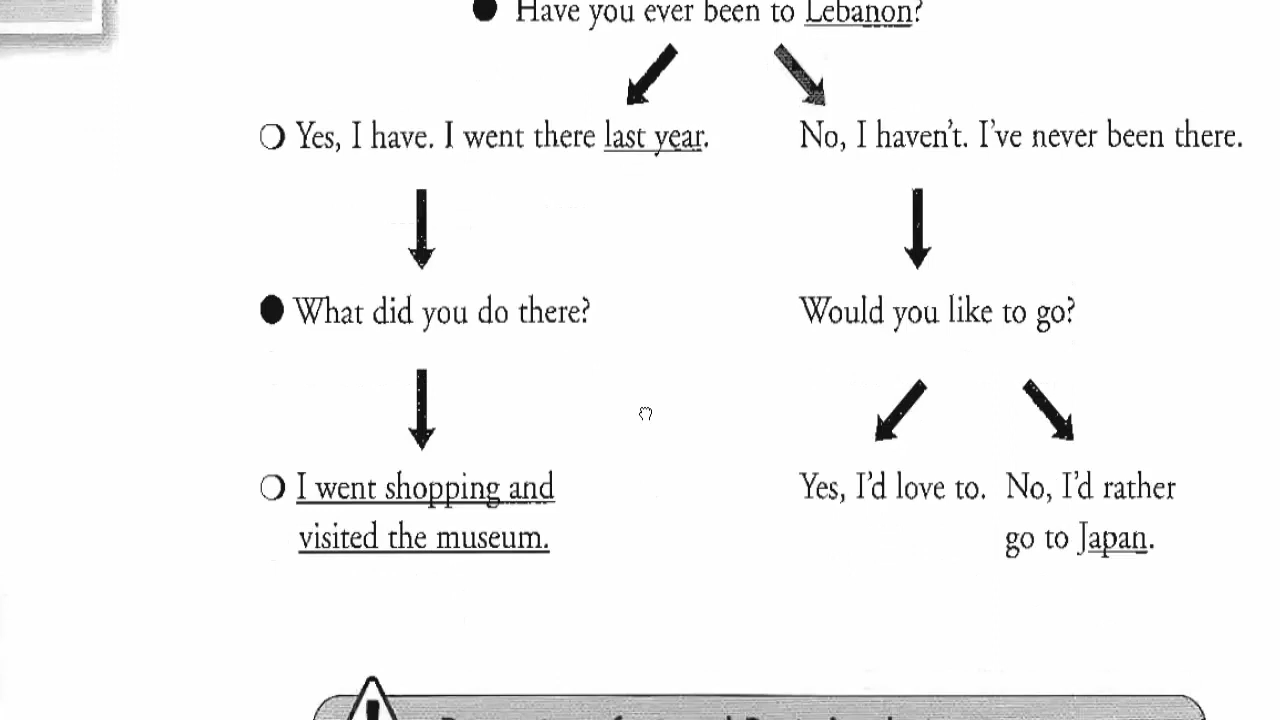 Have you ever been to Lebanon?
Yes, I have. I went there last year.
No, I haven't. I've never been there.
What did you do there?
Would you like to go?
I went shopping and
visited the museum.
Yes, I'd love to.
No, I'd rather
go to Japan.